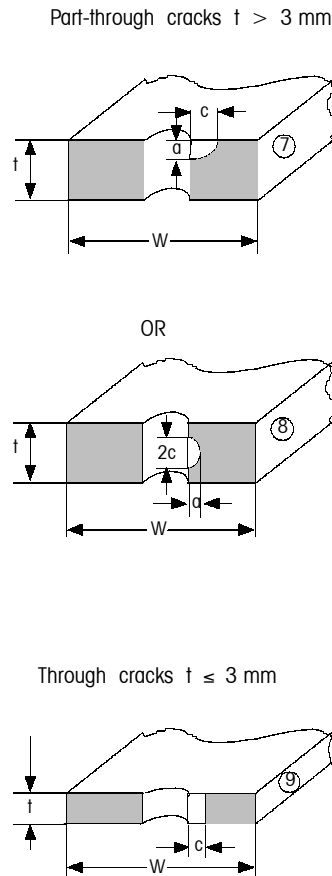 Part-through cracks t > 3 mm
c
a
t
7
W
OR
8
t
2c
a
W
Through cracks t ≤ 3 mm
9
t
c
W